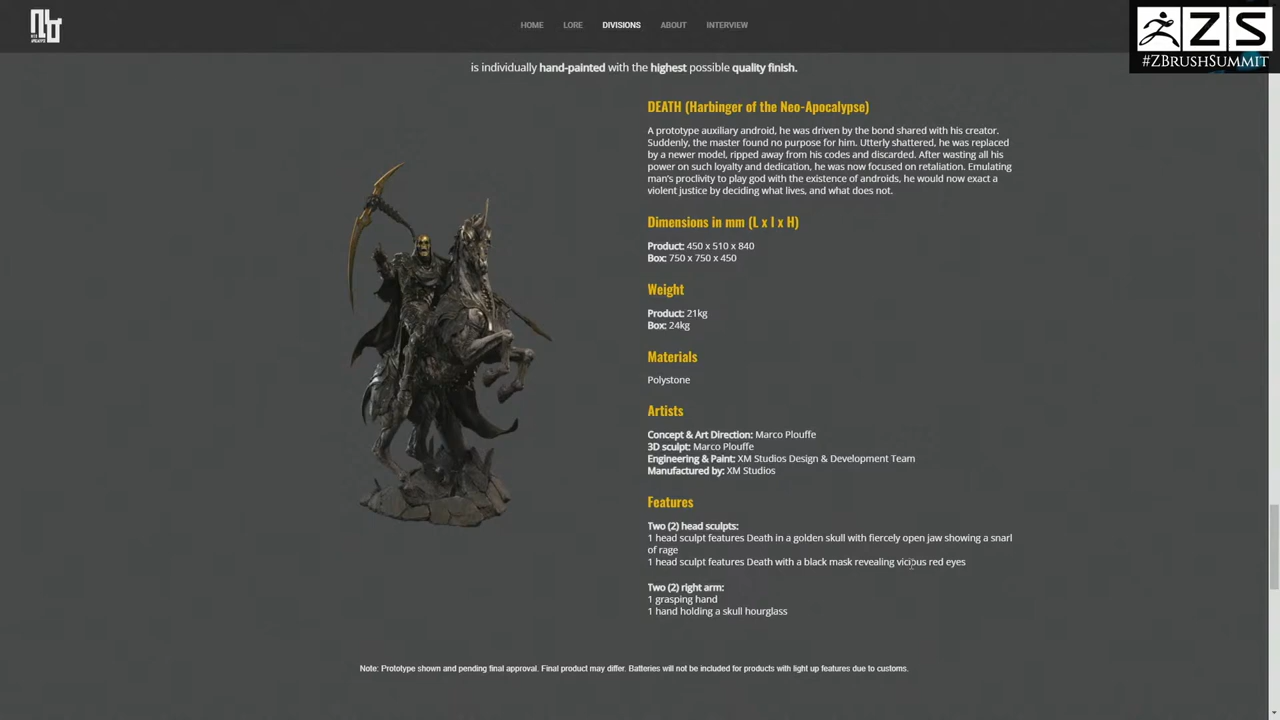 HOME LORE DIVISIONS ABOUT INTERVIEW
ZS
#ZBRUSHSUMMIT
is individually hand-painted with the highest possible quality finish.
DEATH (Harbinger of the Neo-Apocalypse)
A prototype auxiliary android, he was driven by the bond shared with his creator.
Suddenly, the master found no purpose for him. Utterly shattered, he was replaced
by a newer model, ripped away from his codes and discarded. After wasting all his
power on such loyalty and dedication, he was now focused on retaliation. Emulating
man's proclivity to play god with the existence of androids, he would now exact a
violent justice by deciding what lives, and what does not.
Dimensions in mm (L x l x H)
Product: 450 x 510 x 840
Box: 750 x 750 x 450
Weight
Product: 21kg
Box: 24kg
Materials
Polystone
Artists
Concept & Art Direction: Marco Plouffe
3D sculpt: Marco Plouffe
Engineering & Paint: XM Studios Design & Development Team
Manufactured by: XM Studios
Features
Two (2) head sculpts:
1 head sculpt features Death in a golden skull with fiercely open jaw showing a snarl
of rage
1 head sculpt features Death with a black mask revealing vicious red eyes
Two (2) right arm:
1 grasping hand
1 hand holding a skull hourglass
Note: Prototype shown and pending final approval. Final product may differ. Batteries will not be included for products with light up features due to customs.